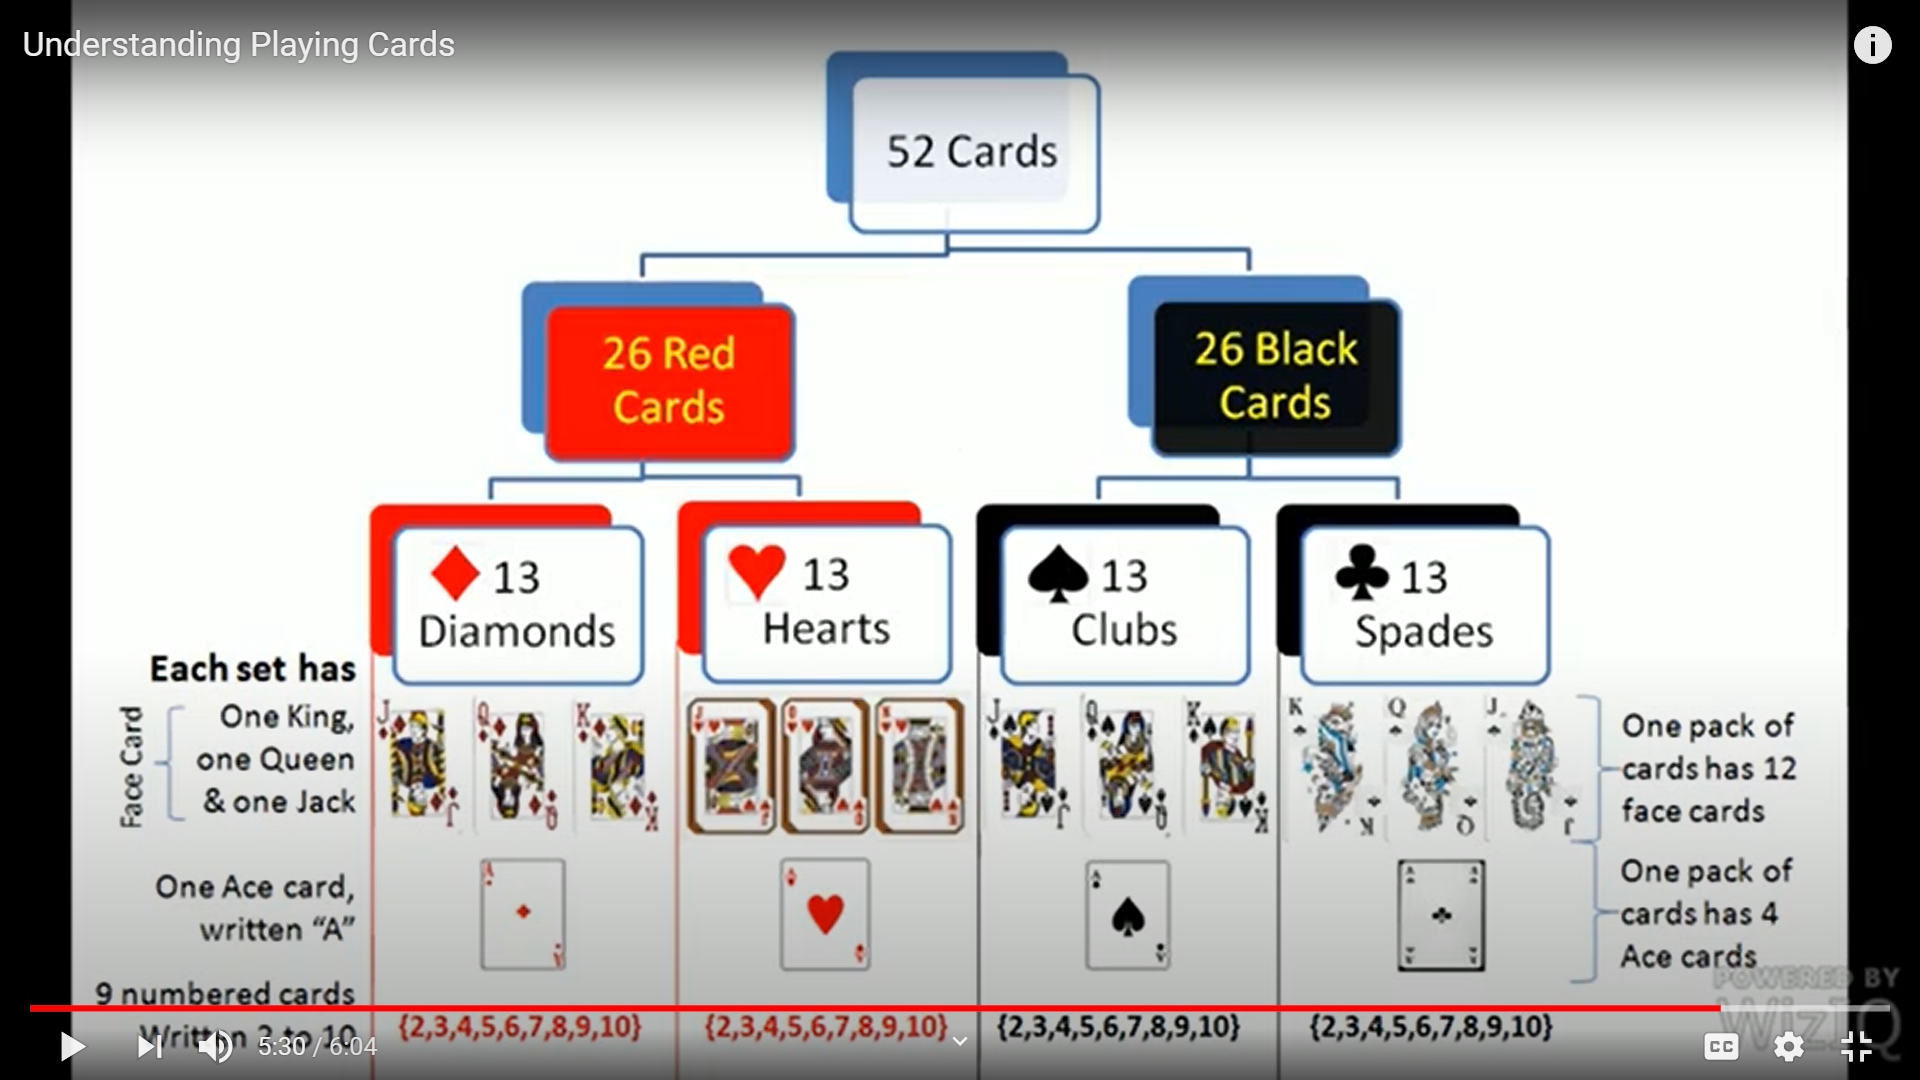 Understanding Playing Cards
52 Cards
26 Red
Cards
26 Black
Cards
13
Diamonds
13
Hearts
13
Clubs
13
Spades
Each set has
Face Card
One King,
one Queen
& one Jack
J
Q
K
J
Q
K
K
Q
J
One pack of
cards has 12
face cards
One Ace card,
written “A”
A
A
A
A
One pack of
cards has 4
Ace cards
9 numbered cards
Written 2 to 10
{2,3,4,5,6,7,8,9,10}
{2,3,4,5,6,7,8,9,10}
{2,3,4,5,6,7,8,9,10}
{2,3,4,5,6,7,8,9,10}
POWERED BY
WizIQ
5:30 / 6:04
CC